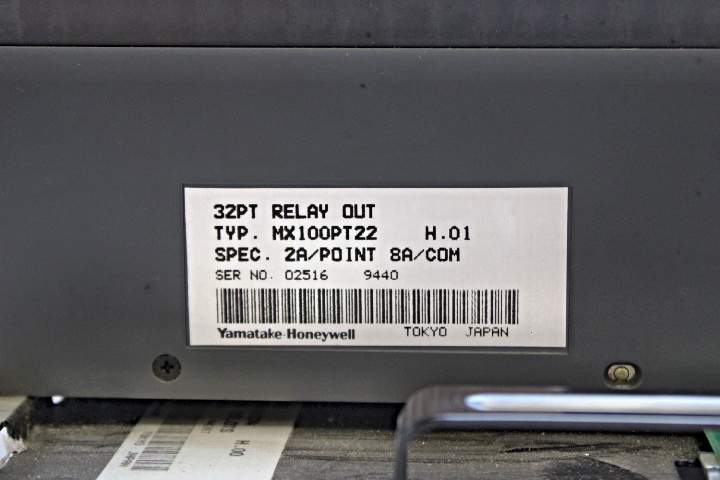 32PT RELAY OUT
TYP. MX100PT22 H.01
SPEC. 2A/POINT 8A/COM
SER NO. 02516 9440
Yamatake-Honeywell TOKYO JAPAN
H.00